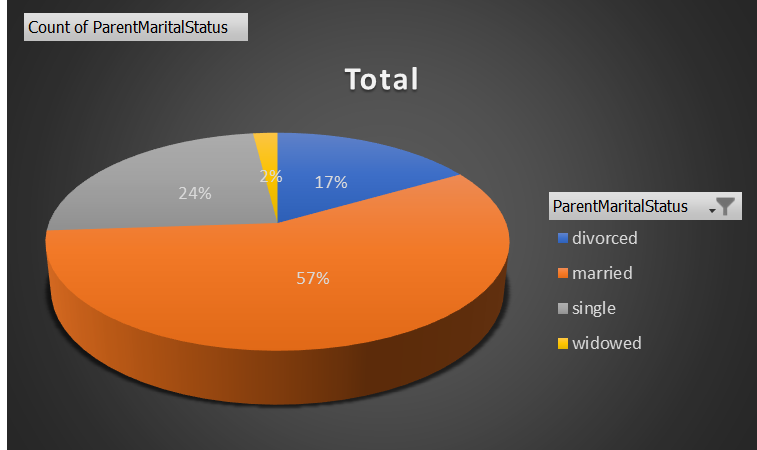 Count of ParentMaritalStatus
Total
2%
17%
24%
57%
ParentMaritalStatus
divorced
married
single
widowed